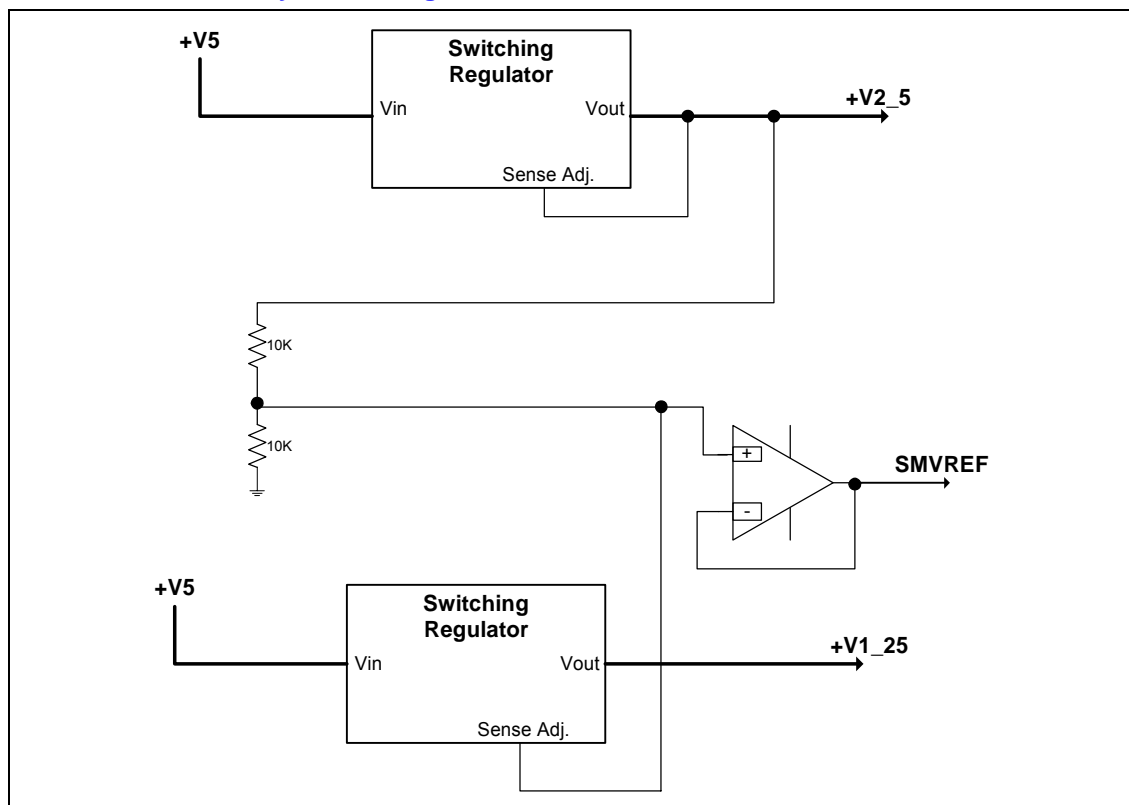 +V5
Switching
Regulator
Vin
Vout
+V2_5
Sense Adj.
10K
10K
+
-
SMVREF
+V5
Switching
Regulator
Vin
Vout
+V1_25
Sense Adj.